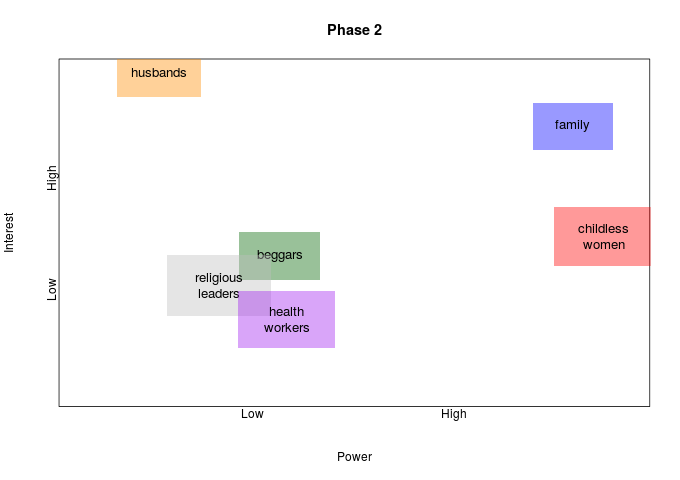 Phase 2
husbands
family
High
childless
women
Interest
beggars
religious
leaders
Low
health
workers
Low
High
Power